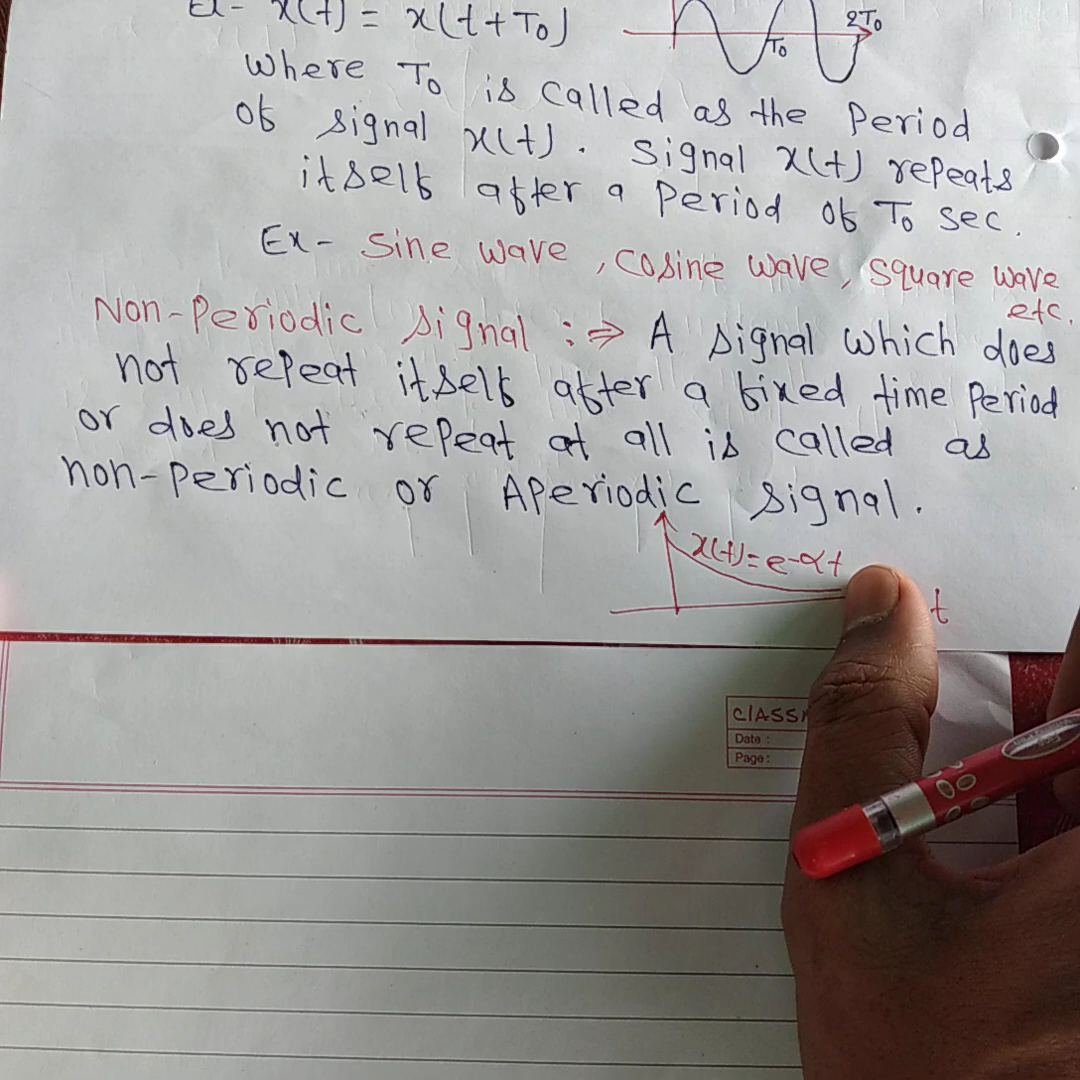 Ex- x(t) = x(t+T₀)
2T₀
T₀
where T₀ is called as the Period
of signal x(t). Signal x(t) repeats
itself after a Period of T₀ sec.
Ex- Sine wave, Cosine wave, Square wave
etc.
Non-Periodic Signal :⇒ A signal which does
not repeat itself after a fixed time Period
or does not repeat at all is called as
non-periodic or APeriodic signal.
x(t)=e-αt
t
Date :
Page :